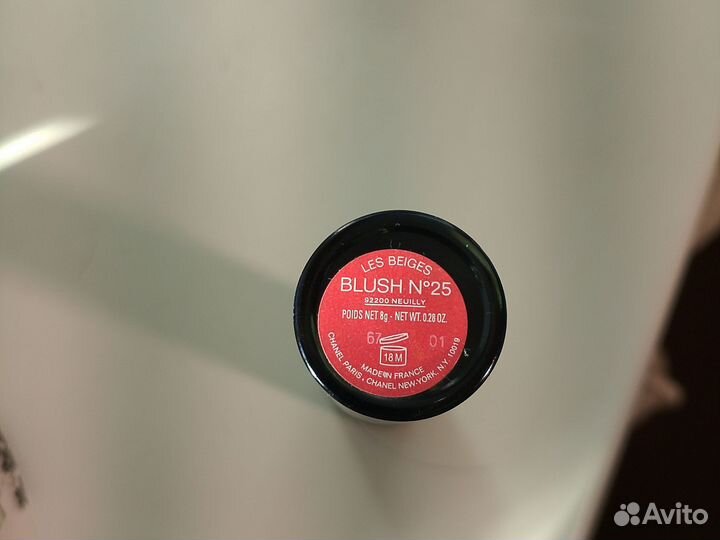 LES BEIGES
BLUSH N°25
92200 NEUILLY
POIDS NET 8g - NET WT. 0.28 OZ.
67 01
18 M
MADE IN FRANCE
CHANEL PARIS • CHANEL NEW-YORK, N.Y. 10019
Avito